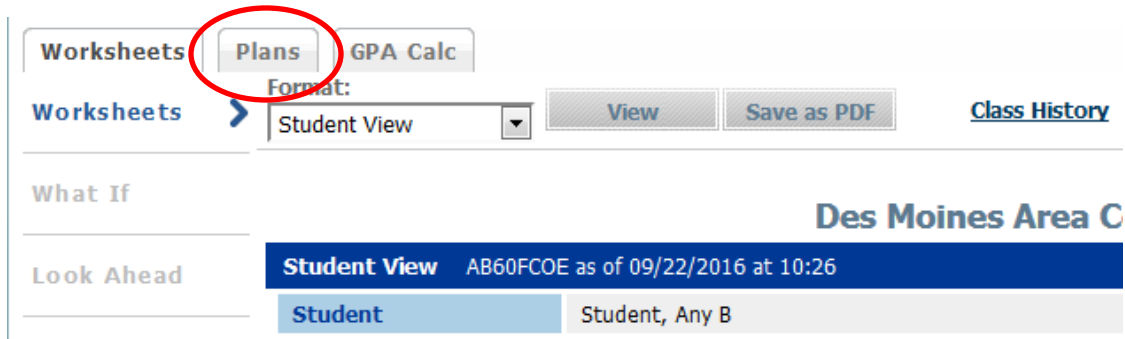 Worksheets Plans GPA Calc
Worksheets
Format:
Student View View Save as PDF Class History
What If
Des Moines Area C
Look Ahead
Student View AB60FCOE as of 09/22/2016 at 10:26
Student Student, Any B